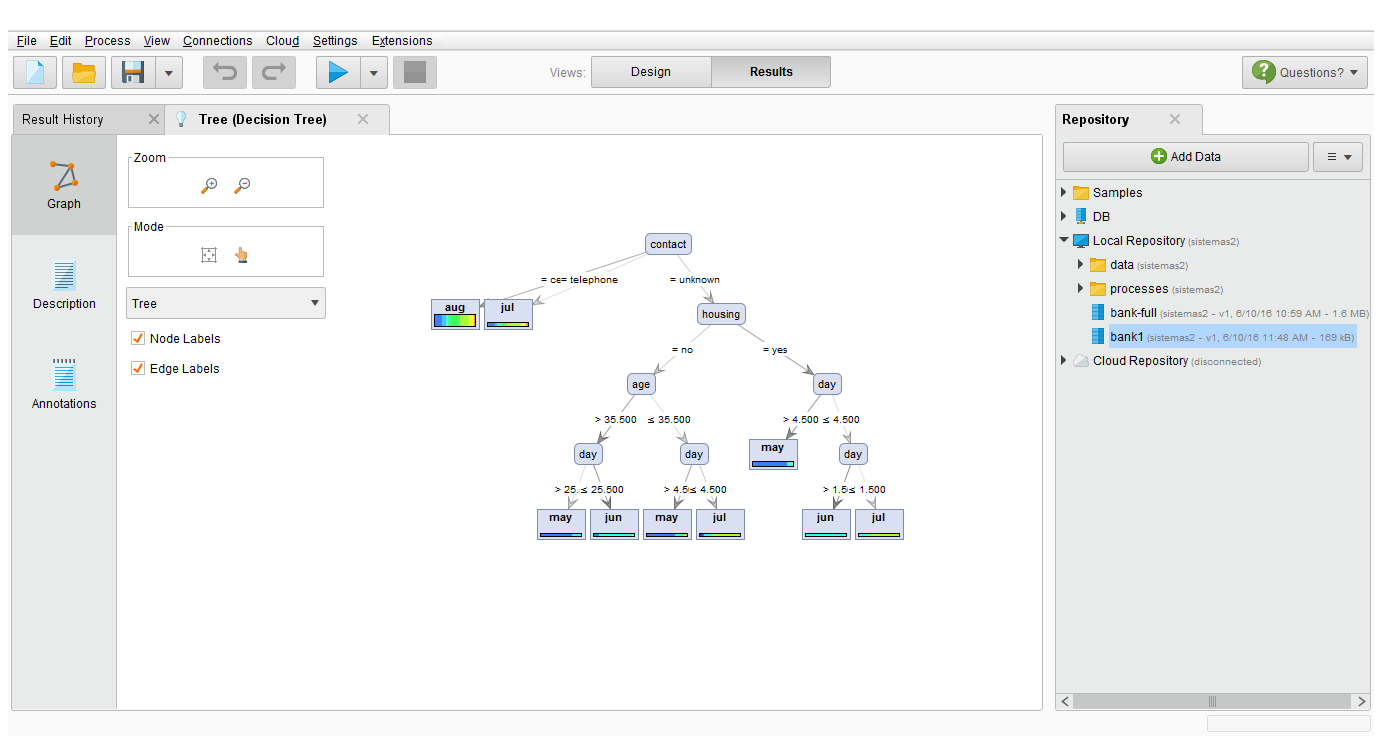 File Edit Process View Connections Cloud Settings Extensions
Views: Design Results Questions?
Result History Tree (Decision Tree) Repository
Zoom
Add Data
Graph
Samples
DB
Mode
contact
Local Repository (sistemas2)
data (sistemas2)
= ce= telephone = unknown
processes (sistemas2)
Description
Tree
aug jul
housing
bank-full (sistemas2 - v1, 6/10/16 10:59 AM - 1.6 MB)
Node Labels
bank1 (sistemas2 - v1, 6/10/16 11:48 AM - 169 kB)
= no = yes
Cloud Repository (disconnected)
Edge Labels
age day
Annotations
> 35.500 ≤ 35.500 > 4.500 ≤ 4.500
may
day day day
> 25.≤ 25.500 > 4.5≤ 4.500 > 1.5≤ 1.500
may jun may jul jun jul